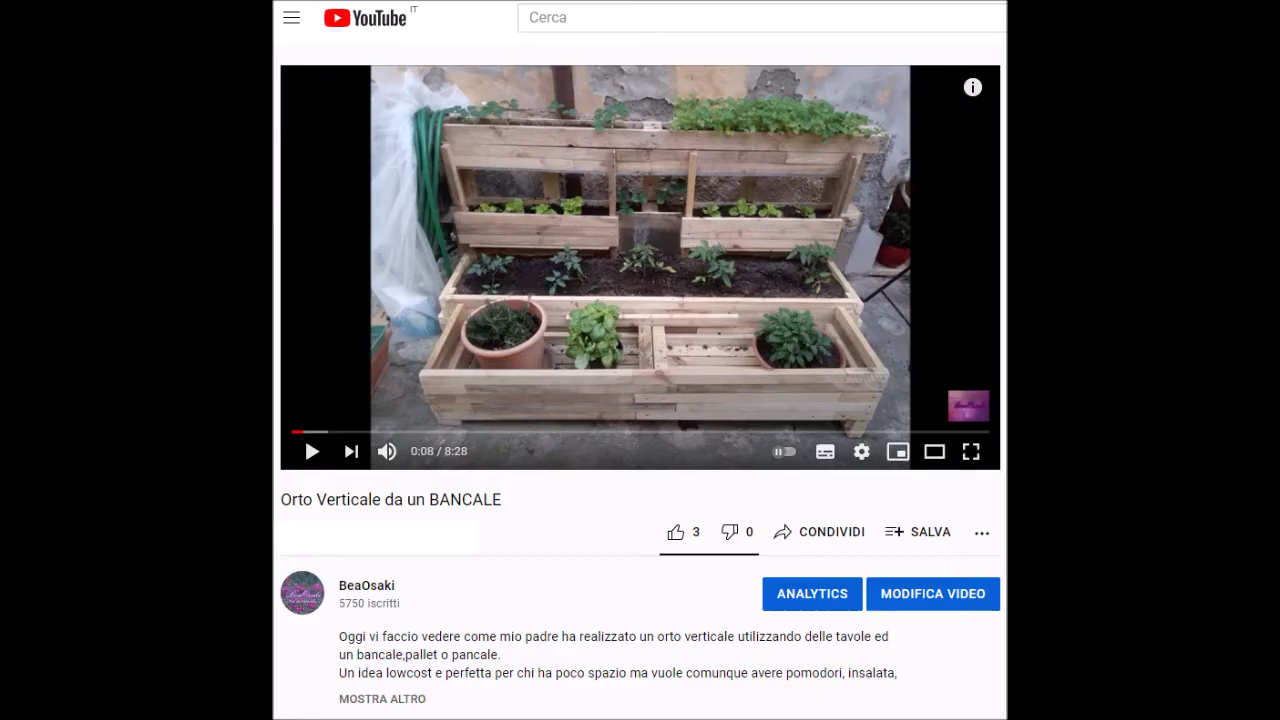 YouTube IT
Cerca
BeaOsaki
0:08 / 8:28
Orto Verticale da un BANCALE
3 0 CONDIVIDI SALVA
BeaOsaki
5750 iscritti
ANALYTICS MODIFICA VIDEO
Oggi vi faccio vedere come mio padre ha realizzato un orto verticale utilizzando delle tavole ed
un bancale,pallet o pancale.
Un idea lowcost e perfetta per chi ha poco spazio ma vuole comunque avere pomodori, insalata,
MOSTRA ALTRO